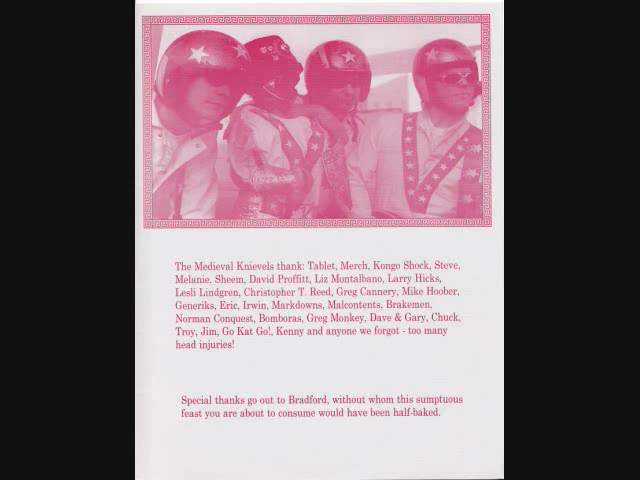 The Medieval Knievels thank: Tablet, Merch, Kongo Shock, Steve,
Melanie, Sheem, David Proffitt, Liz Montalbano, Larry Hicks,
Lesli Lindgren, Christopher T. Reed, Greg Cannery, Mike Hoober,
Generiks, Eric, Irwin, Markdowns, Malcontents, Brakemen,
Norman Conquest, Bomboras, Greg Monkey, Dave & Gary, Chuck,
Troy, Jim, Go Kat Go!, Kenny and anyone we forgot - too many
head injuries!
Special thanks go out to Bradford, without whom this sumptuous
feast you are about to consume would have been half-baked.